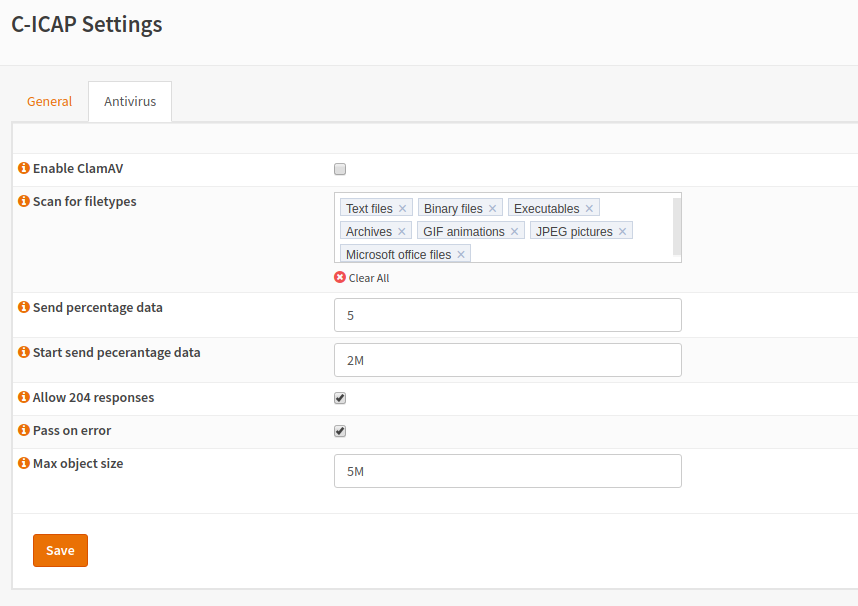 C-ICAP Settings
General Antivirus
Enable ClamAV
Scan for filetypes
Text files × Binary files × Executables ×
Archives × GIF animations × JPEG pictures ×
Microsoft office files ×
Clear All
Send percentage data
5
Start send pecerantage data
2M
Allow 204 responses
Pass on error
Max object size
5M
Save